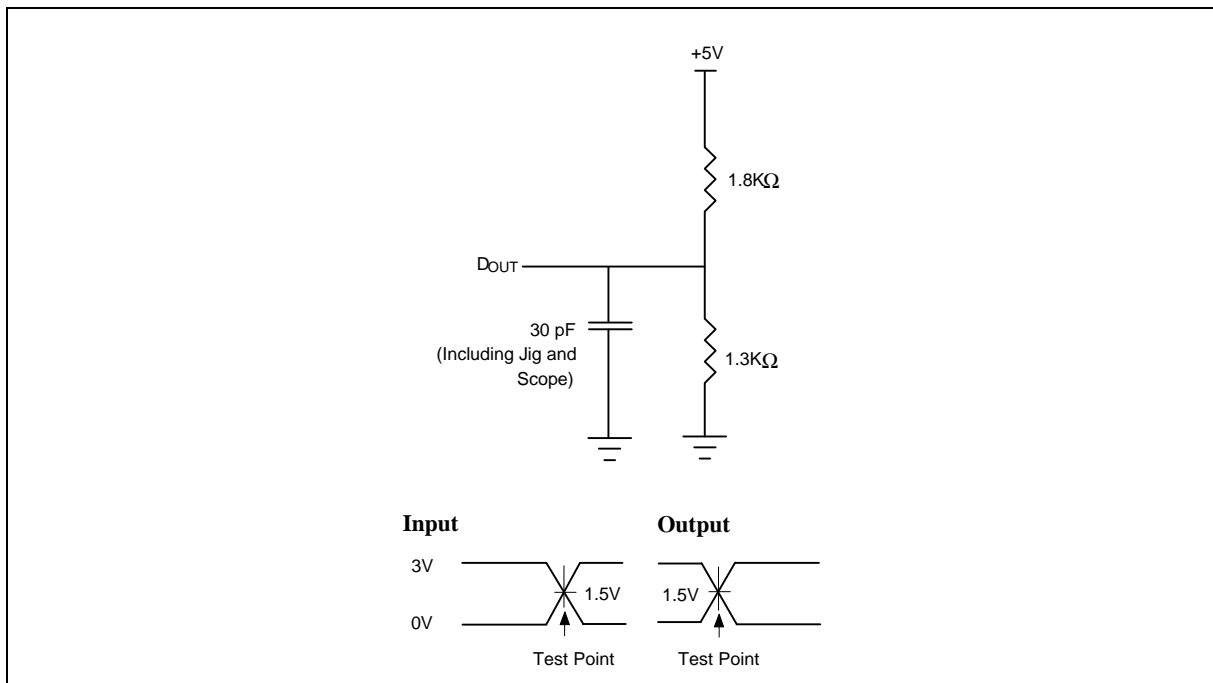 +5V
1.8KΩ
DOUT
30 pF
(Including Jig and
Scope)
1.3KΩ
Input
Output
3V
1.5V
1.5V
0V
Test Point
Test Point